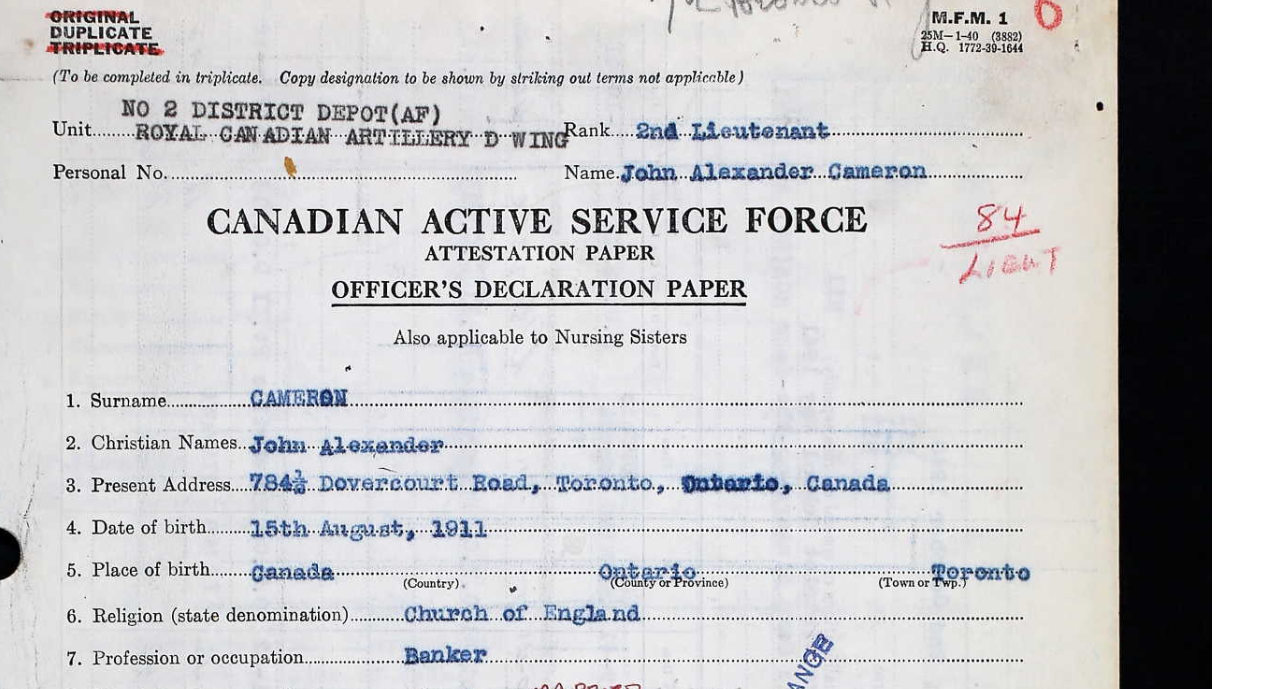 ORIGINAL
DUPLICATE
TRIPLICATE
M.F.M. 1
25M—1-40 (3882)
H.Q. 1772-39-1644
(To be completed in triplicate. Copy designation to be shown by striking out terms not applicable)
NO 2 DISTRICT DEPOT(AF)
Unit ROYAL CANADIAN ARTILLERY D WING Rank 2nd Lieutenant
Personal No. Name John Alexander Cameron
CANADIAN ACTIVE SERVICE FORCE
84
LIEUT
ATTESTATION PAPER
OFFICER'S DECLARATION PAPER
Also applicable to Nursing Sisters
1. Surname CAMERON
2. Christian Names John Alexander
3. Present Address 784½ Dovercourt Road, Toronto, Ontario, Canada
4. Date of birth 15th August, 1911
5. Place of birth Canada Ontario Toronto
(Country) (County or Province) (Town or Twp.)
6. Religion (state denomination) Church of England
7. Profession or occupation Banker